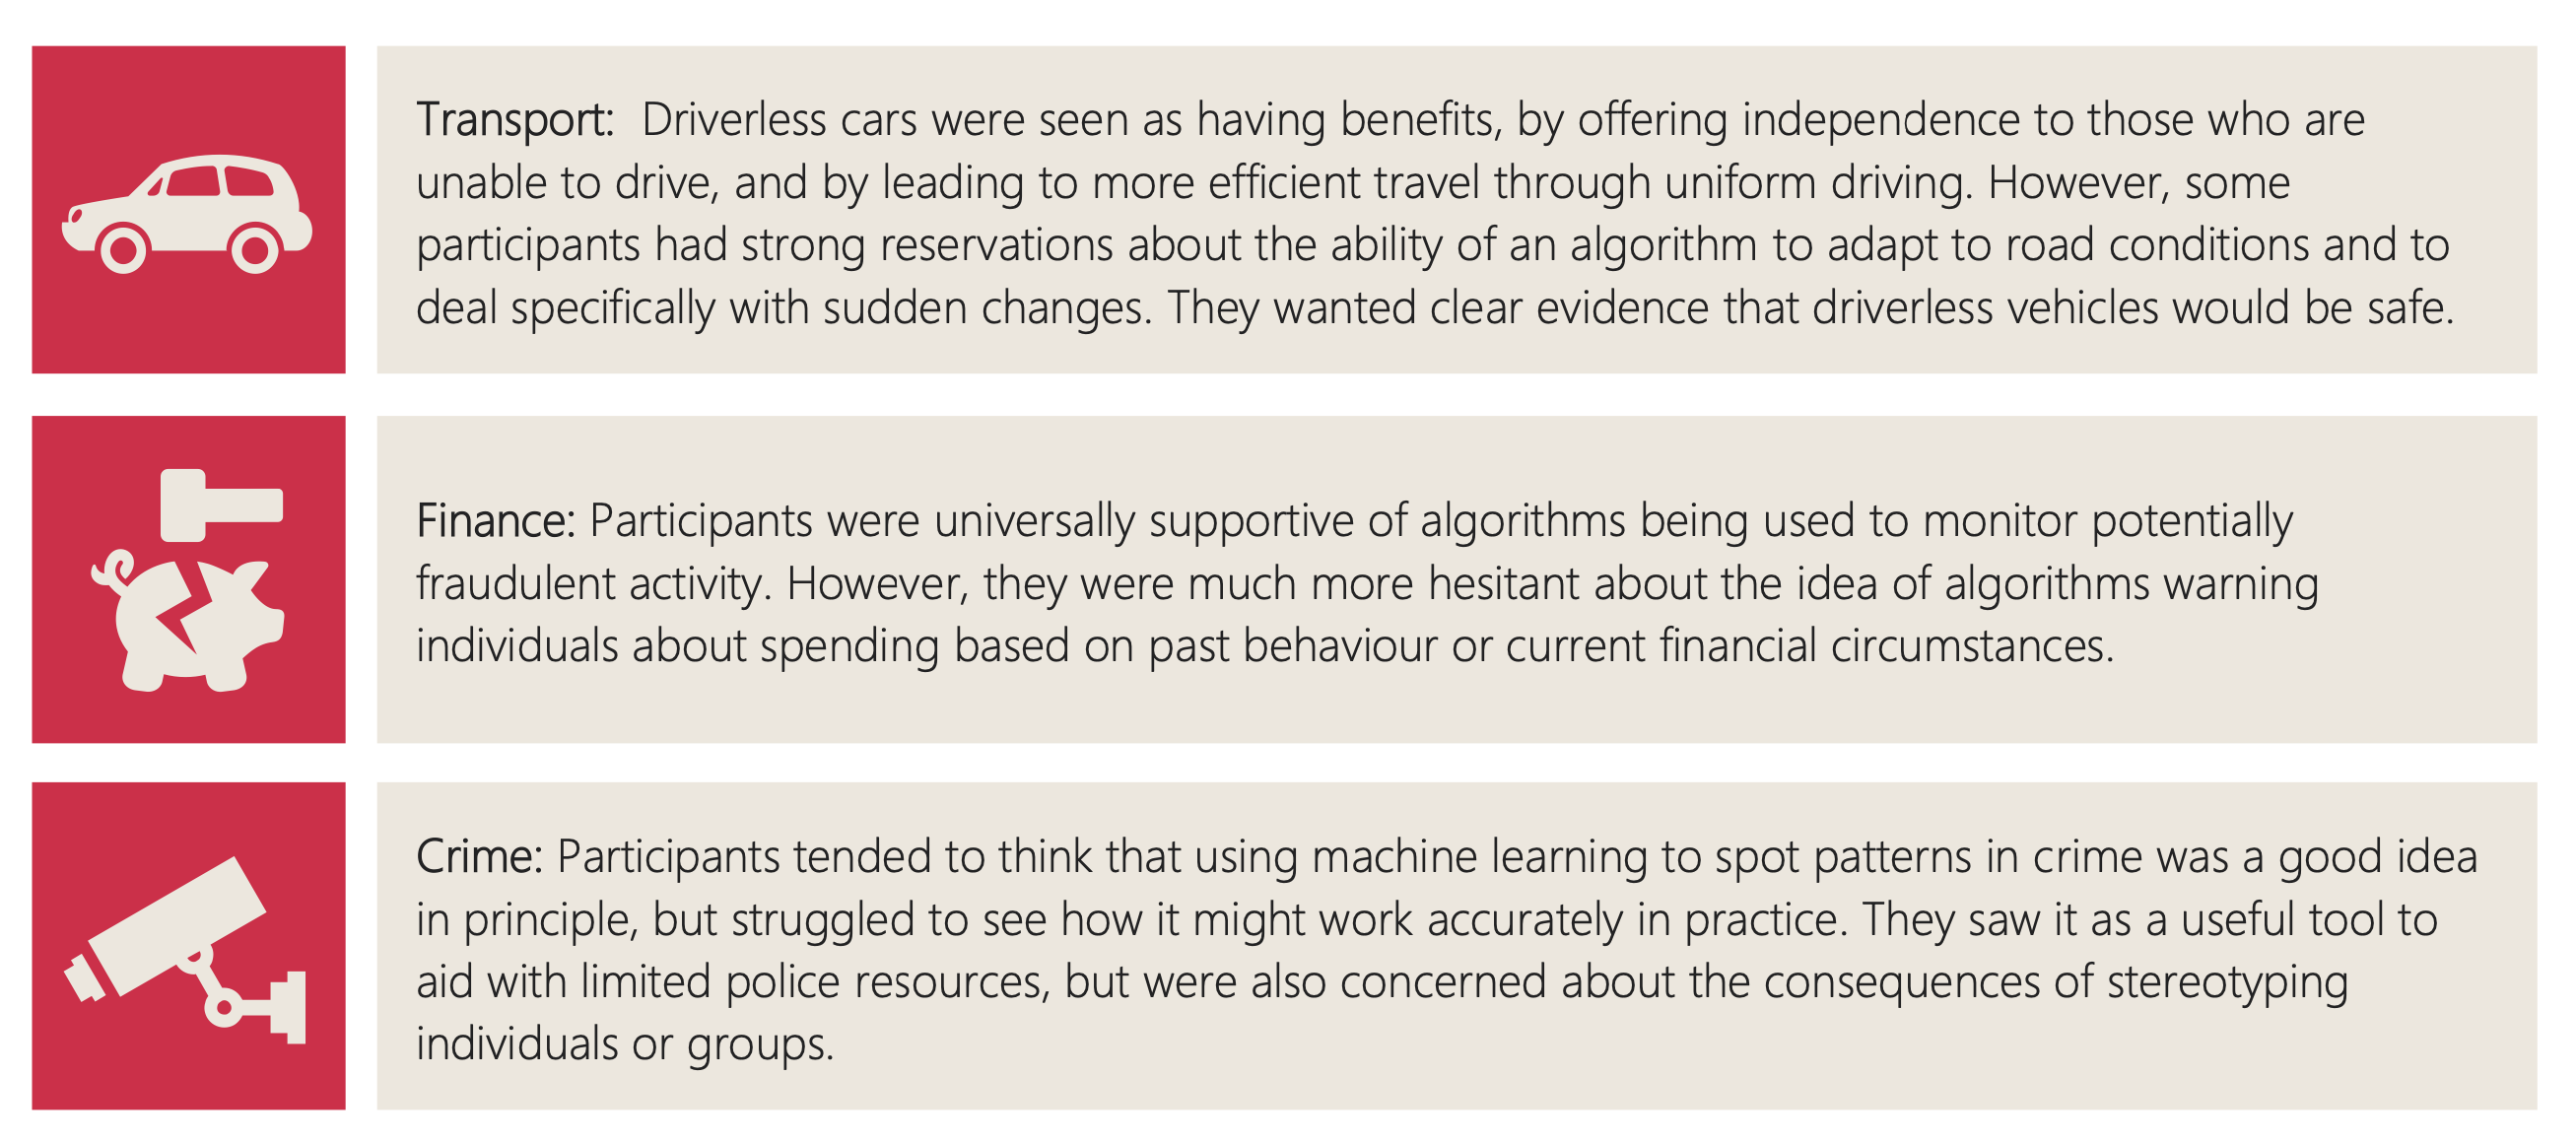 Transport:  Driverless cars were seen as having benefits, by offering independence to those who are
unable to drive, and by leading to more efficient travel through uniform driving. However, some
participants had strong reservations about the ability of an algorithm to adapt to road conditions and to
deal specifically with sudden changes. They wanted clear evidence that driverless vehicles would be safe.
Finance: Participants were universally supportive of algorithms being used to monitor potentially
fraudulent activity. However, they were much more hesitant about the idea of algorithms warning
individuals about spending based on past behaviour or current financial circumstances.
Crime: Participants tended to think that using machine learning to spot patterns in crime was a good idea
in principle, but struggled to see how it might work accurately in practice. They saw it as a useful tool to
aid with limited police resources, but were also concerned about the consequences of stereotyping
individuals or groups.